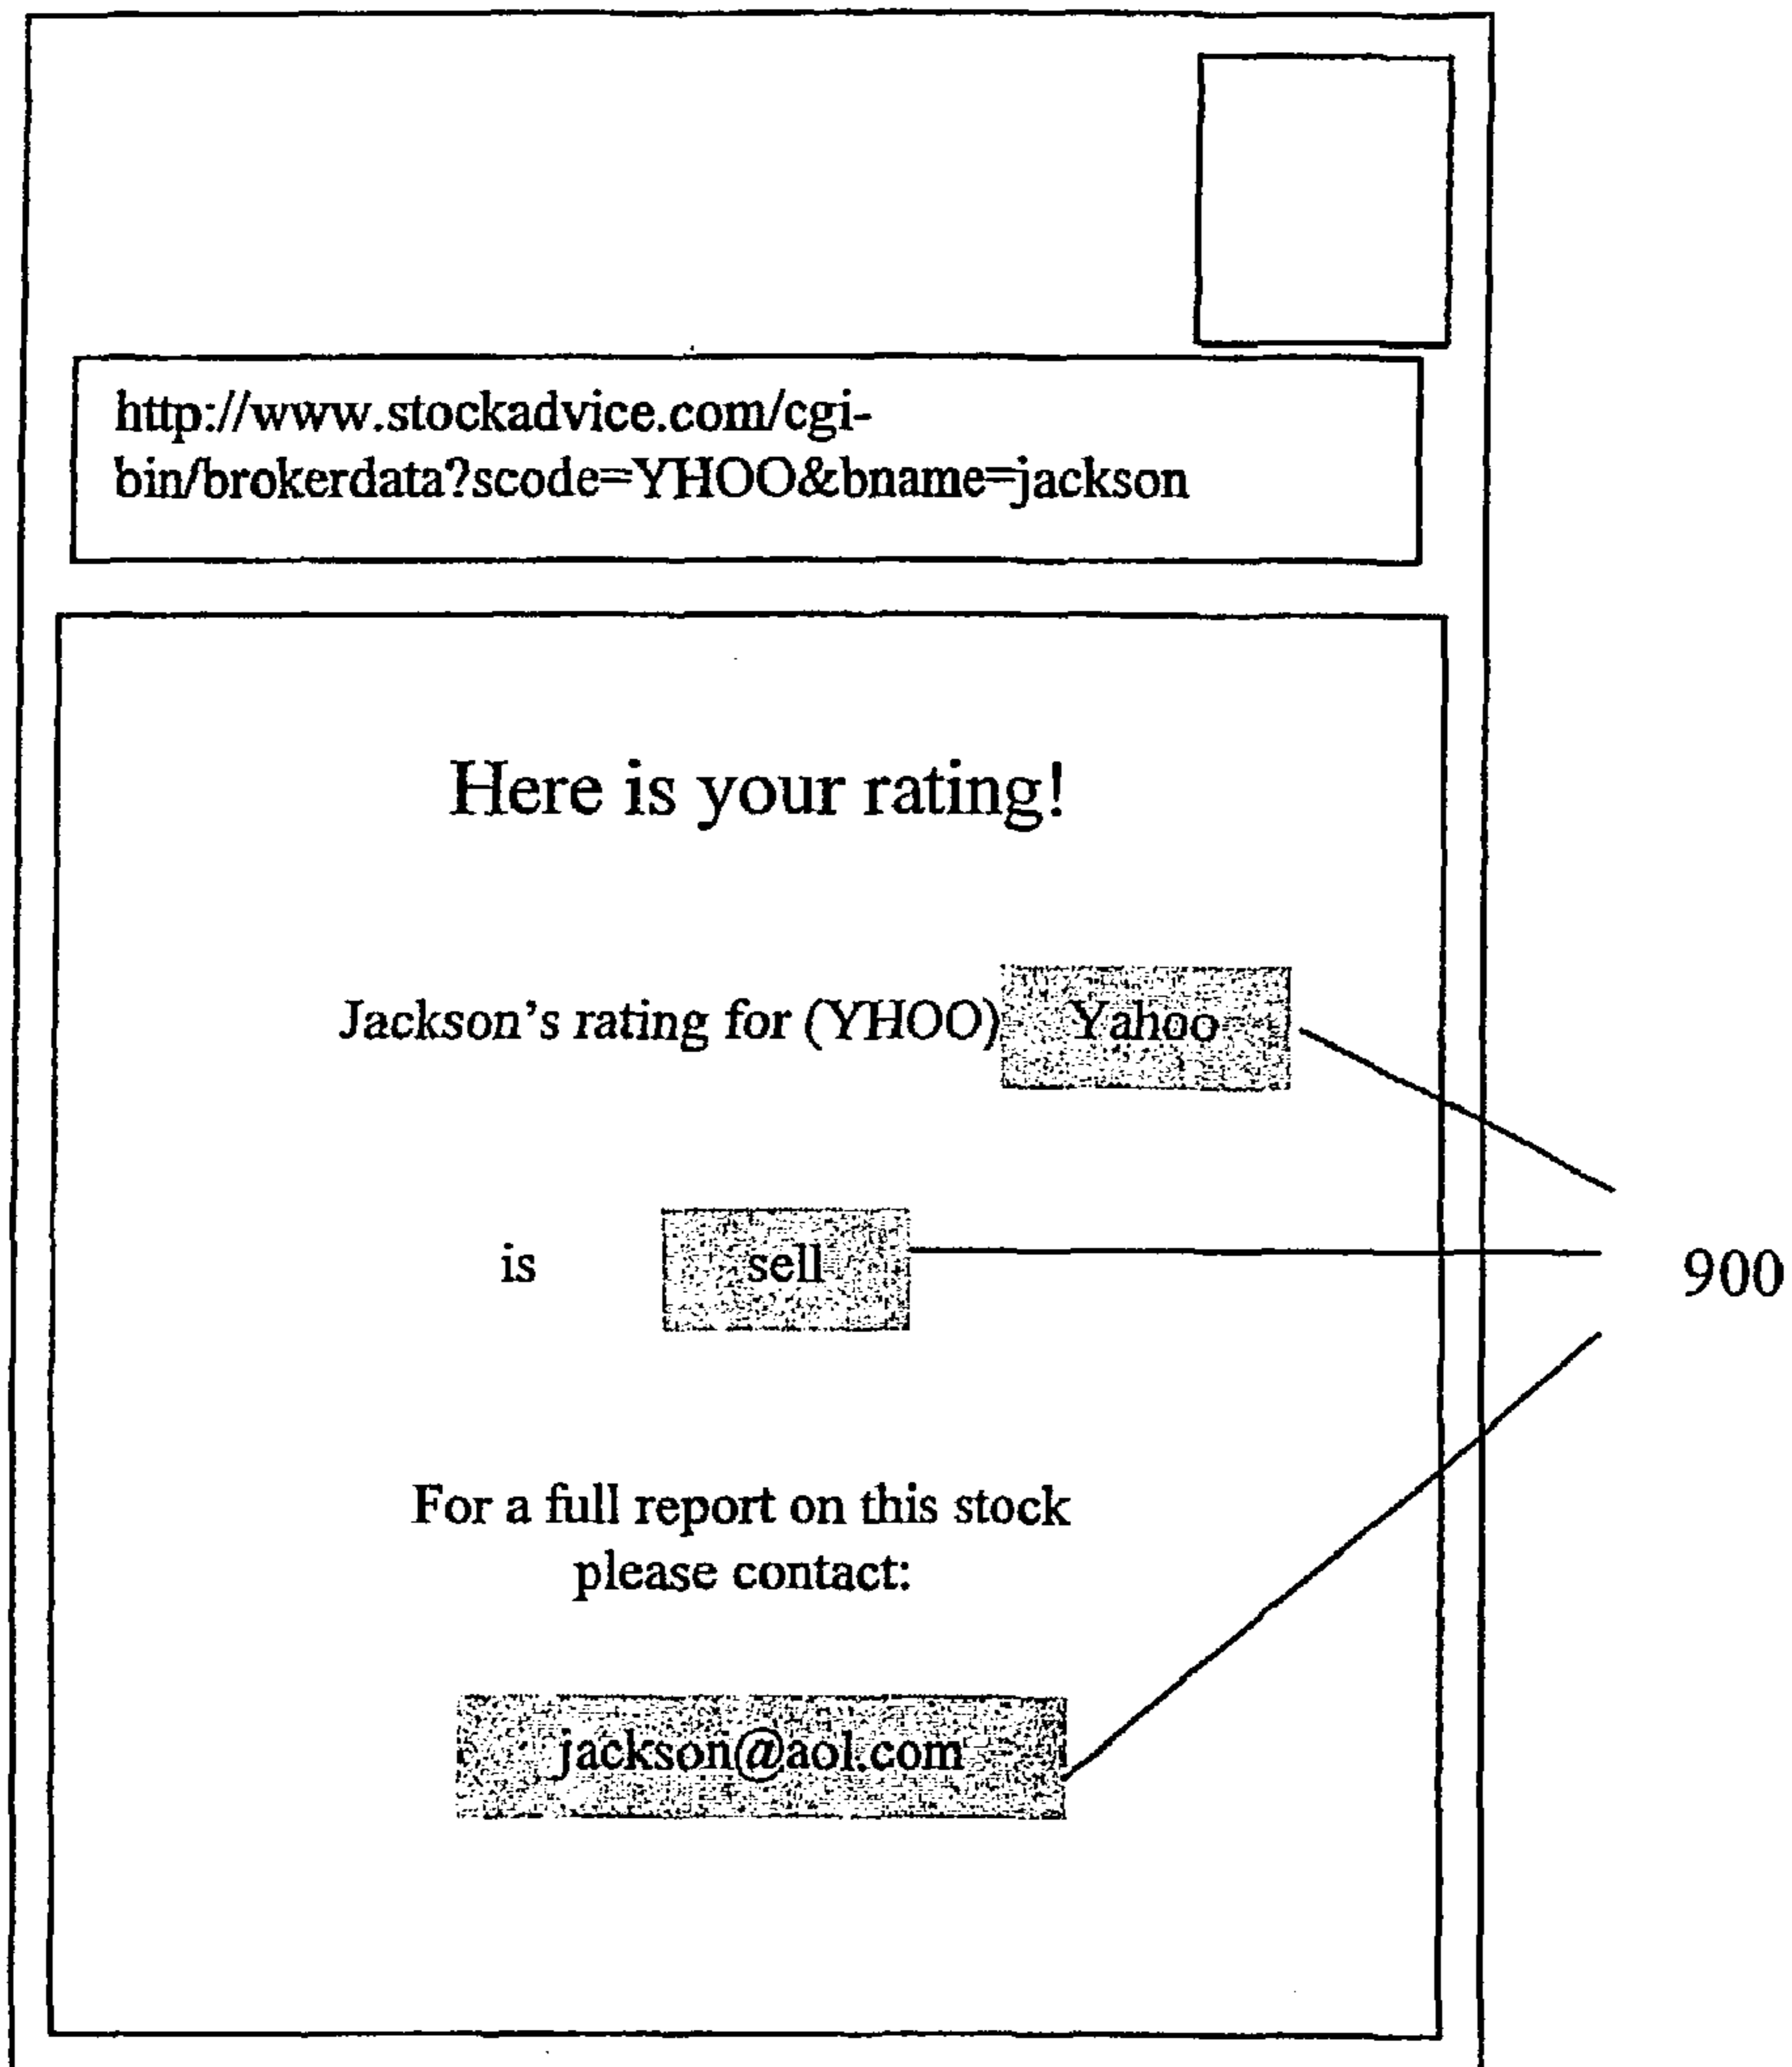 http://www.stockadvice.com/cgi-
bin/brokerdata?scode=YHOO&bname=jackson
Here is your rating!
Jackson's rating for (YHOO) Yahoo
is sell
900
For a full report on this stock
please contact:
jackson@aol.com